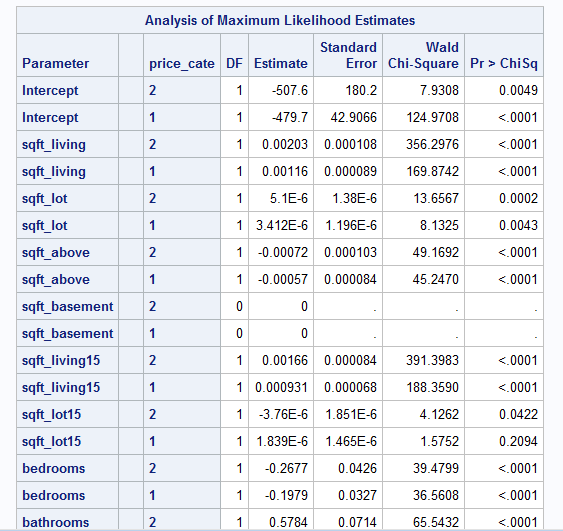 Analysis of Maximum Likelihood Estimates
Parameter price_cate DF Estimate Standard Error Wald Chi-Square Pr > ChiSq
Intercept 2 1 -507.6 180.2 7.9308 0.0049
Intercept 1 1 -479.7 42.9066 124.9708 <.0001
sqft_living 2 1 0.00203 0.000108 356.2976 <.0001
sqft_living 1 1 0.00116 0.000089 169.8742 <.0001
sqft_lot 2 1 5.1E-6 1.38E-6 13.6567 0.0002
sqft_lot 1 1 3.412E-6 1.196E-6 8.1325 0.0043
sqft_above 2 1 -0.00072 0.000103 49.1692 <.0001
sqft_above 1 1 -0.00057 0.000084 45.2470 <.0001
sqft_basement 2 0 0 . . .
sqft_basement 1 0 0 . . .
sqft_living15 2 1 0.00166 0.000084 391.3983 <.0001
sqft_living15 1 1 0.000931 0.000068 188.3590 <.0001
sqft_lot15 2 1 -3.76E-6 1.851E-6 4.1262 0.0422
sqft_lot15 1 1 1.839E-6 1.465E-6 1.5752 0.2094
bedrooms 2 1 -0.2677 0.0426 39.4799 <.0001
bedrooms 1 1 -0.1979 0.0327 36.5608 <.0001
bathrooms 2 1 0.5784 0.0714 65.5432 <.0001